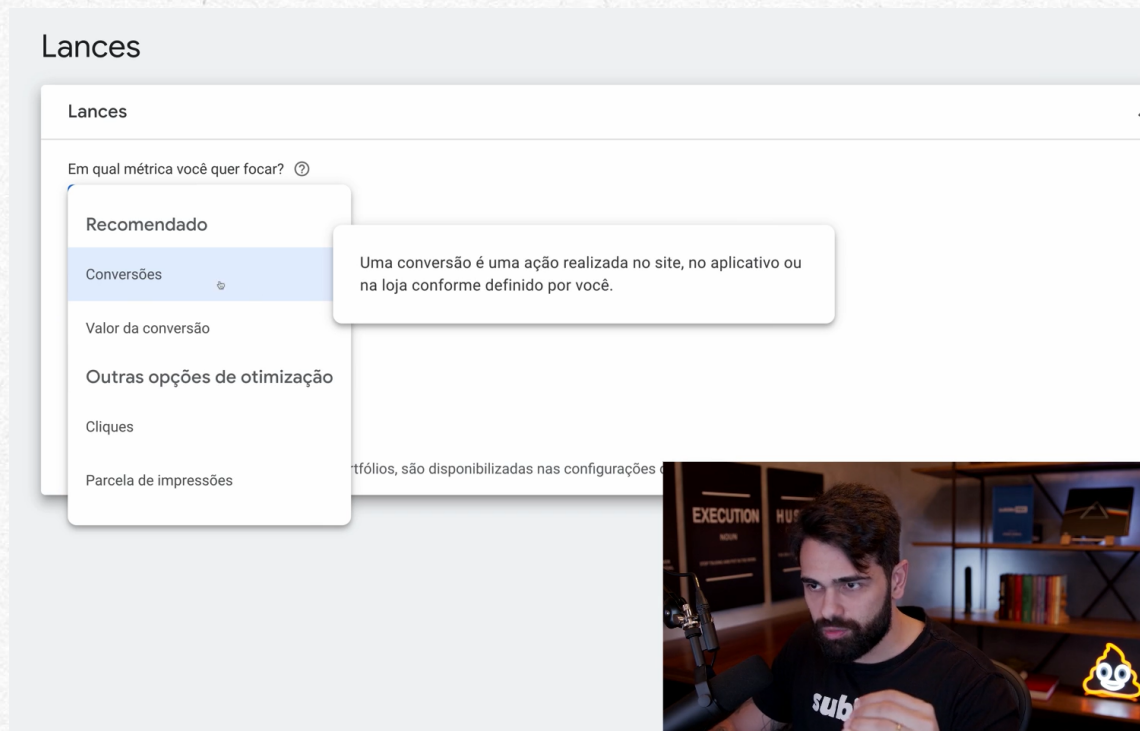 Lances
Lances
Em qual métrica você quer focar?
Recomendado
Conversões
Uma conversão é uma ação realizada no site, no aplicativo ou
na loja conforme definido por você.
Valor da conversão
Outras opções de otimização
Cliques
Parcela de impressões
rtfólios, são disponibilizadas nas configurações
EXECUTION
NOUN
HUS
sub